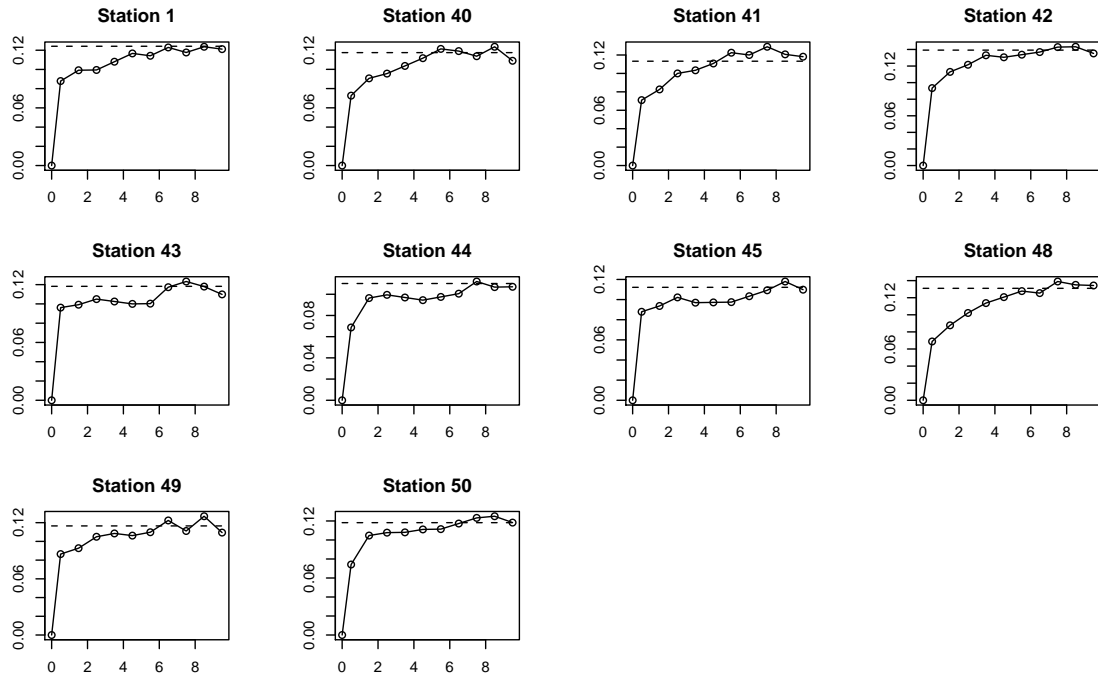 Station 1
0.00 0.06 0.12
0 2 4 6 8
Station 40
0.00 0.06 0.12
0 2 4 6 8
Station 41
0.00 0.06 0.12
0 2 4 6 8
Station 42
0.00 0.06 0.12
0 2 4 6 8
Station 43
0.00 0.06 0.12
0 2 4 6 8
Station 44
0.00 0.04 0.08
0 2 4 6 8
Station 45
0.00 0.06 0.12
0 2 4 6 8
Station 48
0.00 0.06 0.12
0 2 4 6 8
Station 49
0.00 0.06 0.12
0 2 4 6 8
Station 50
0.00 0.06 0.12
0 2 4 6 8